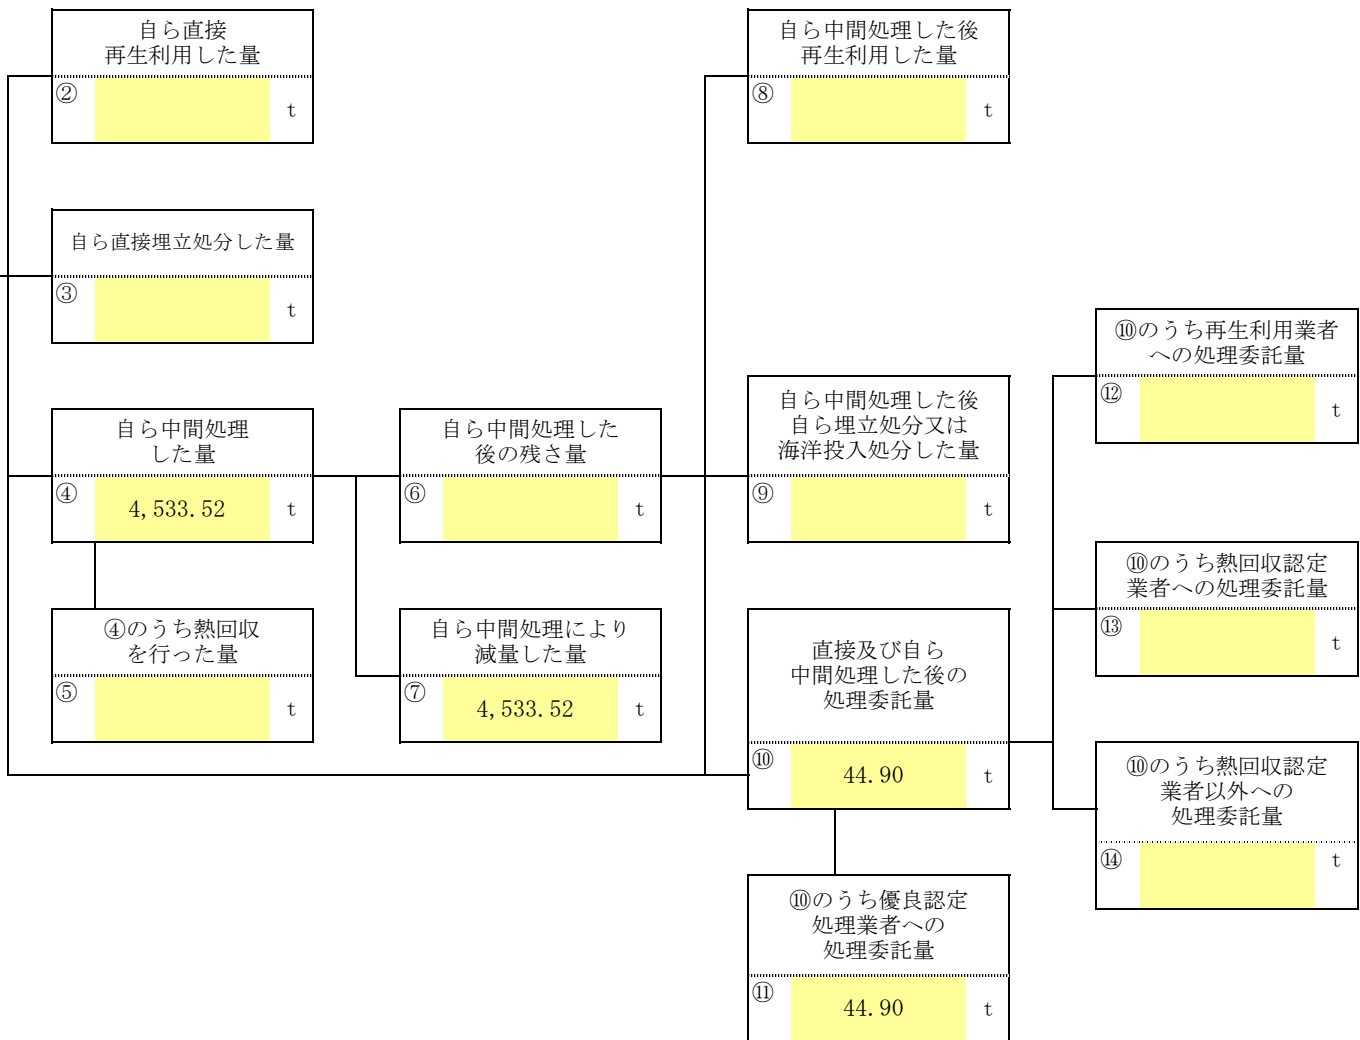 自ら直接
再生利用した量
②
t
自ら中間処理した後
再生利用した量
⑧
t
自ら直接埋立処分した量
③
t
⑩のうち再生利用業者
への処理委託量
⑫
t
自ら中間処理
した量
④
4,533.52
t
自ら中間処理した
後の残さ量
⑥
t
自ら中間処理した後
自ら埋立処分又は
海洋投入処分した量
⑨
t
⑩のうち熱回収認定
業者への処理委託量
⑬
t
④のうち熱回収
を行った量
⑤
t
自ら中間処理により
減量した量
⑦
4,533.52
t
直接及び自ら
中間処理した後の
処理委託量
⑩
44.90
t
⑩のうち熱回収認定
業者以外への
処理委託量
⑭
t
⑩のうち優良認定
処理業者への
処理委託量
⑪
44.90
t